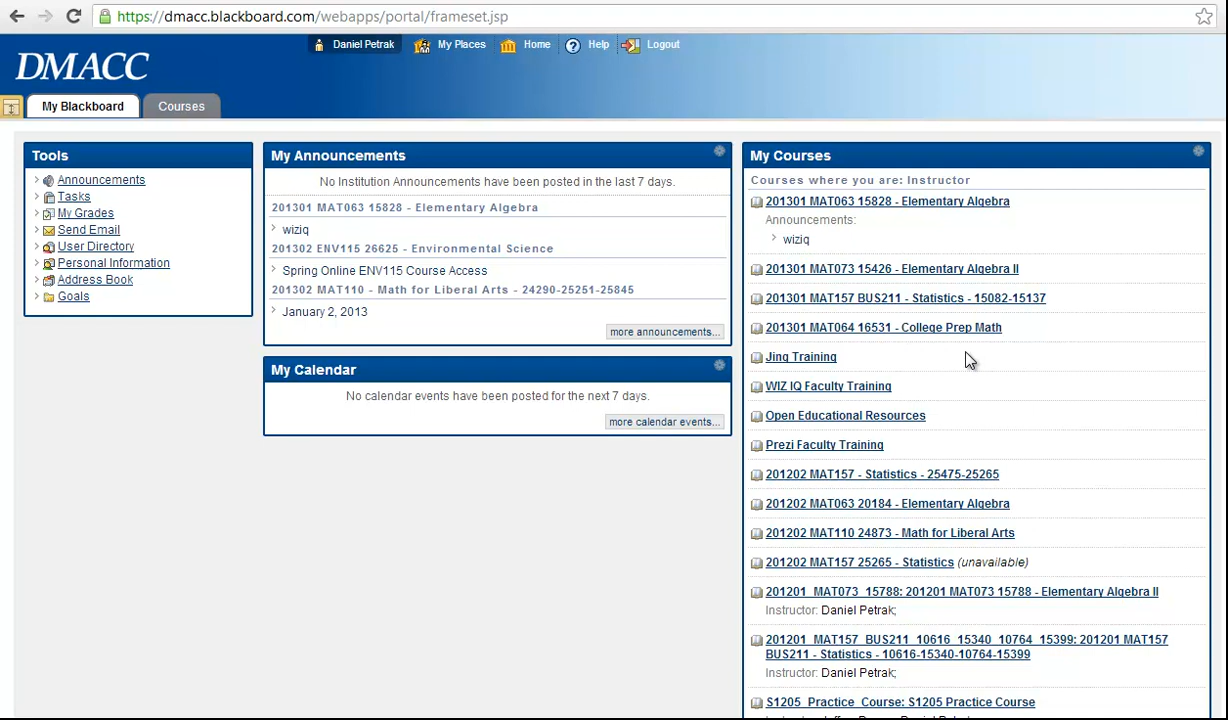 https://dmacc.blackboard.com/webapps/portal/frameset.jsp
Daniel Petrak My Places Home Help Logout
DMACC
My Blackboard Courses
Tools
Announcements
Tasks
My Grades
Send Email
User Directory
Personal Information
Address Book
Goals
My Announcements
No Institution Announcements have been posted in the last 7 days.
201301 MAT063 15828 - Elementary Algebra
wiziq
201302 ENV115 26625 - Environmental Science
Spring Online ENV115 Course Access
201302 MAT110 - Math for Liberal Arts - 24290-25251-25845
January 2, 2013
more announcements...
My Calendar
No calendar events have been posted for the next 7 days.
more calendar events...
My Courses
Courses where you are: Instructor
201301 MAT063 15828 - Elementary Algebra
Announcements:
wiziq
201301 MAT073 15426 - Elementary Algebra II
201301 MAT157 BUS211 - Statistics - 15082-15137
201301 MAT064 16531 - College Prep Math
Jing Training
WIZ IQ Faculty Training
Open Educational Resources
Prezi Faculty Training
201202 MAT157 - Statistics - 25475-25265
201202 MAT063 20184 - Elementary Algebra
201202 MAT110 24873 - Math for Liberal Arts
201202 MAT157 25265 - Statistics (unavailable)
201201_MAT073_15788: 201201 MAT073 15788 - Elementary Algebra II
Instructor: Daniel Petrak;
201201_MAT157_BUS211_10616_15340_10764_15399: 201201 MAT157
BUS211 - Statistics - 10616-15340-10764-15399
Instructor: Daniel Petrak;
S1205_Practice_Course: S1205 Practice Course